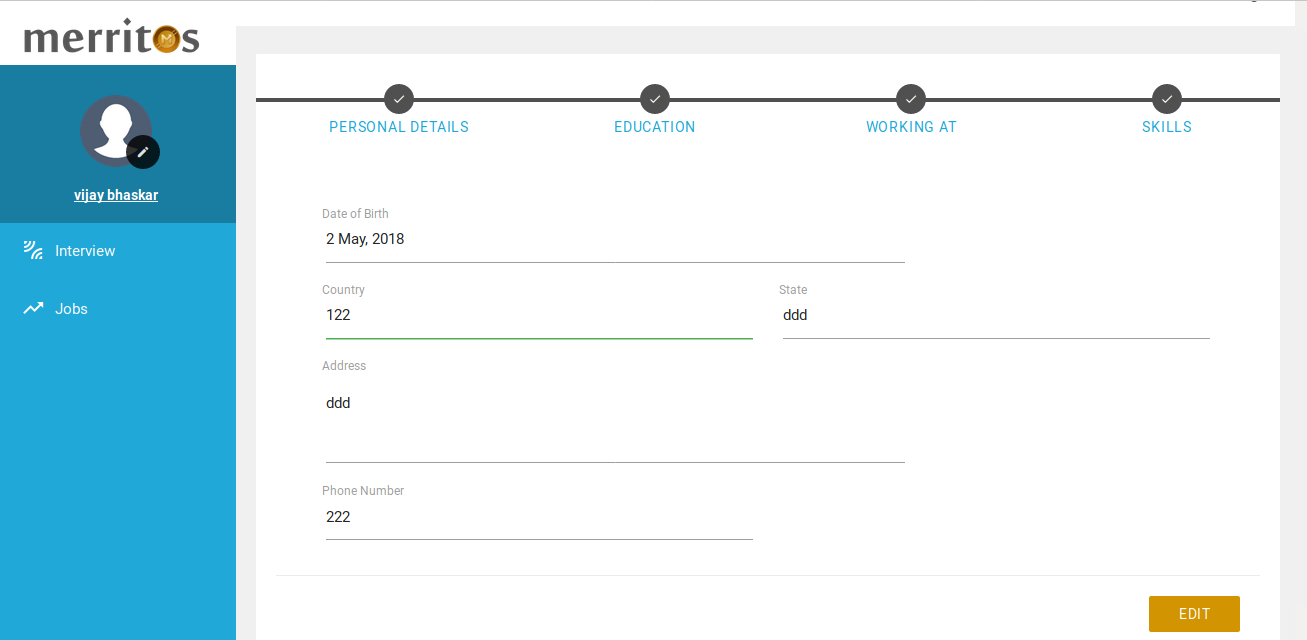 merritos
vijay bhaskar
Interview
Jobs
PERSONAL DETAILS EDUCATION WORKING AT SKILLS
Date of Birth
2 May, 2018
Country State
122 ddd
Address
ddd
Phone Number
222
EDIT